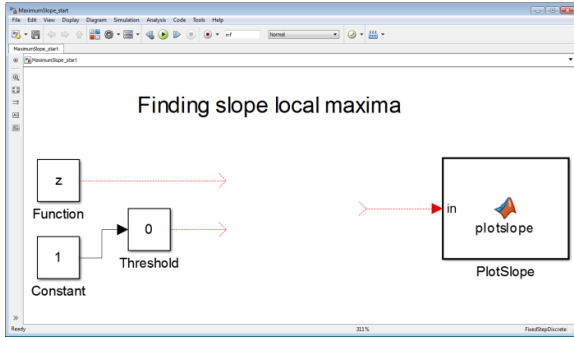 MaximumSlope_start
File Edit View Display Diagram Simulation Analysis Code Tools Help
inf Normal
MaximumSlope_start
MaximumSlope_start
Finding slope local maxima
z
Function
0
Threshold
1
Constant
in
plotslope
PlotSlope
Ready 311% FixedStepDiscrete